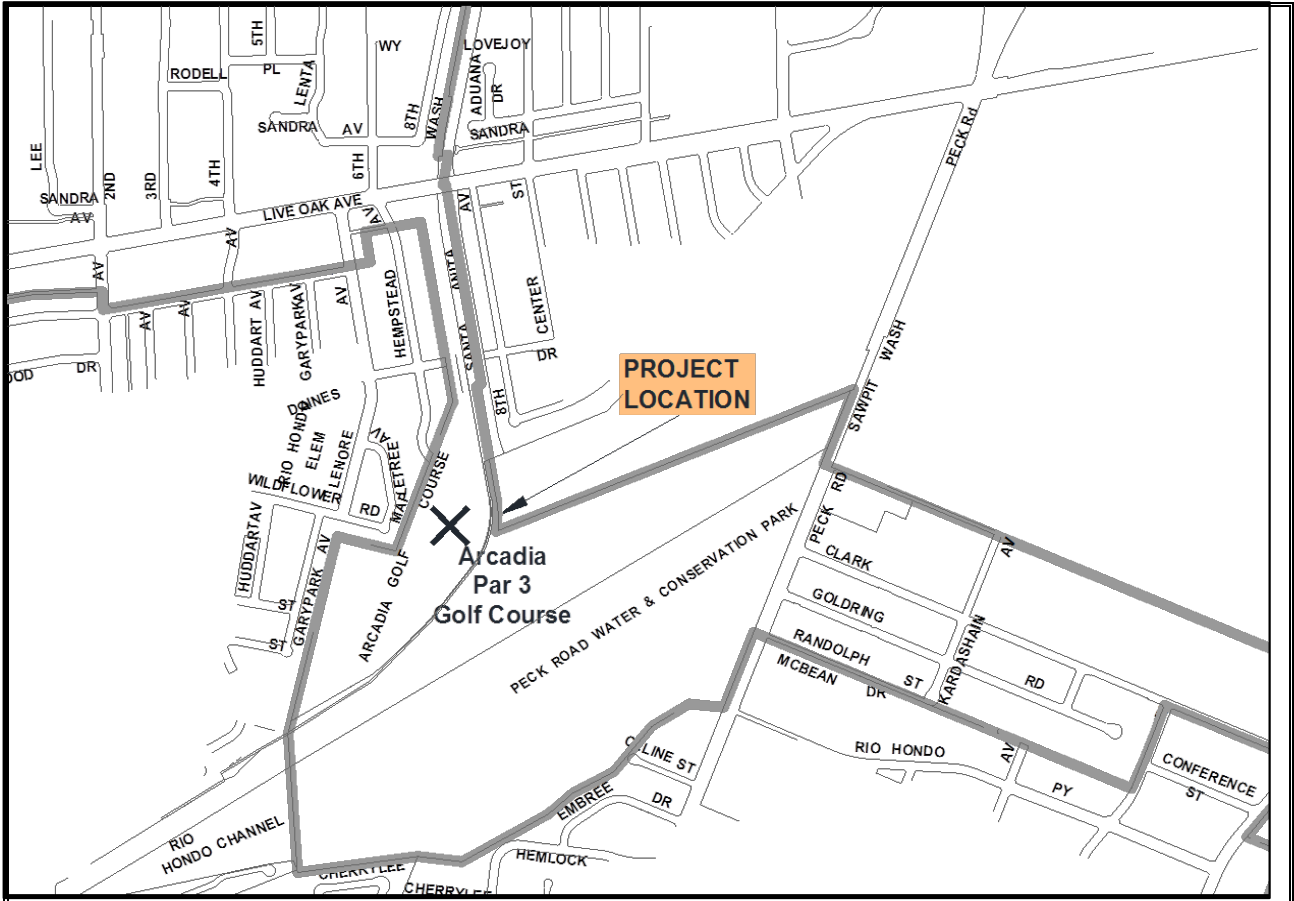 5TH
WY
LOVEJOY
RODELL
PL
LENTA
ADUANA
DR
8TH
WASH
SANDRA
AV
SANDRA
PECK Rd
LEE
2ND
3RD
4TH
6TH
SANDRA
AV
LIVE OAK AVE
AV
AV
ST
AV
AV
AV
AV
AV
HUDDART AV
GARYPARK
AV
AV
HEMPSTEAD
SANTA ANITA
CENTER
DR
OOD
DR
8TH
PROJECT
LOCATION
SAWPIT WASH
RIO HONDO
ELEM
LENORE
AV
MAPLETREE
WILDFLOWER
RD
HUDDART AV
GARYPARK AV
ST
ST
ARCADIA GOLF COURSE
Arcadia
Par 3
Golf Course
PECK ROAD WATER & CONSERVATION PARK
PECK RD
CLARK
AV
GOLDRING
RANDOLPH
ST
KARDASHAIN
RD
MCBEAN
DR
RIO HONDO
AV
PY
CONFERENCE
ST
LINE ST
EMBREE
DR
RIO
HONDO CHANNEL
HEMLOCK
CHERRYLEE
CHERRYLEE